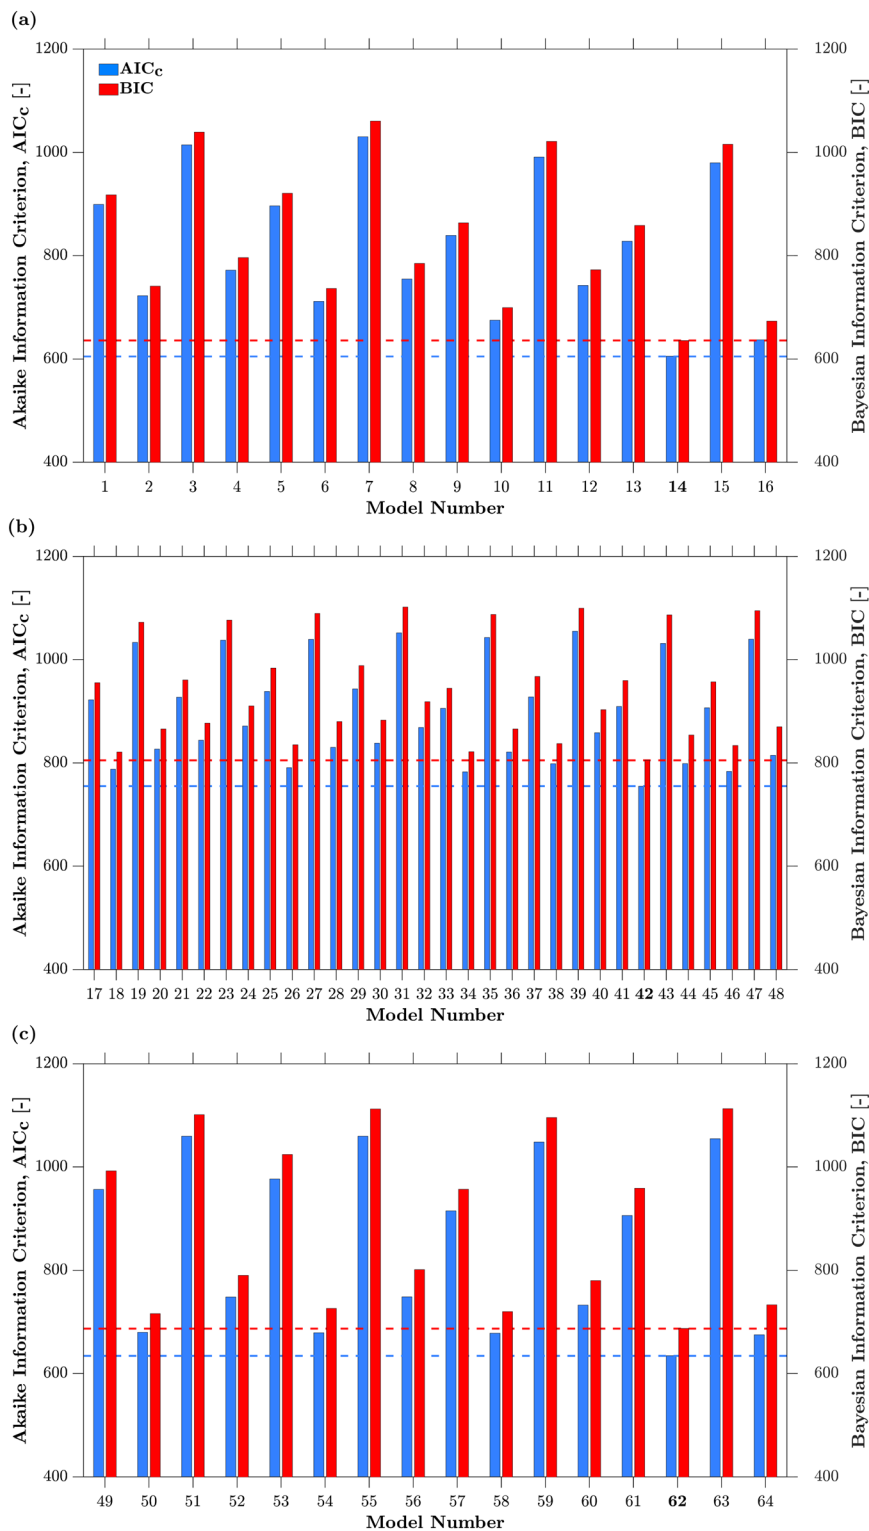 (a)
1200 1200
AICc
BIC
1000 1000
800 800
600 600
400 400
Akaike Information Criterion, AICc [-]
Bayesian Information Criterion, BIC [-]
1 2 3 4 5 6 7 8 9 10 11 12 13 14 15 16
Model Number
(b)
1200 1200
1000 1000
800 800
600 600
400 400
Akaike Information Criterion, AICc [-]
Bayesian Information Criterion, BIC [-]
17 18 19 20 21 22 23 24 25 26 27 28 29 30 31 32 33 34 35 36 37 38 39 40 41 42 43 44 45 46 47 48
Model Number
(c)
1200 1200
1000 1000
800 800
600 600
400 400
Akaike Information Criterion, AICc [-]
Bayesian Information Criterion, BIC [-]
49 50 51 52 53 54 55 56 57 58 59 60 61 62 63 64
Model Number